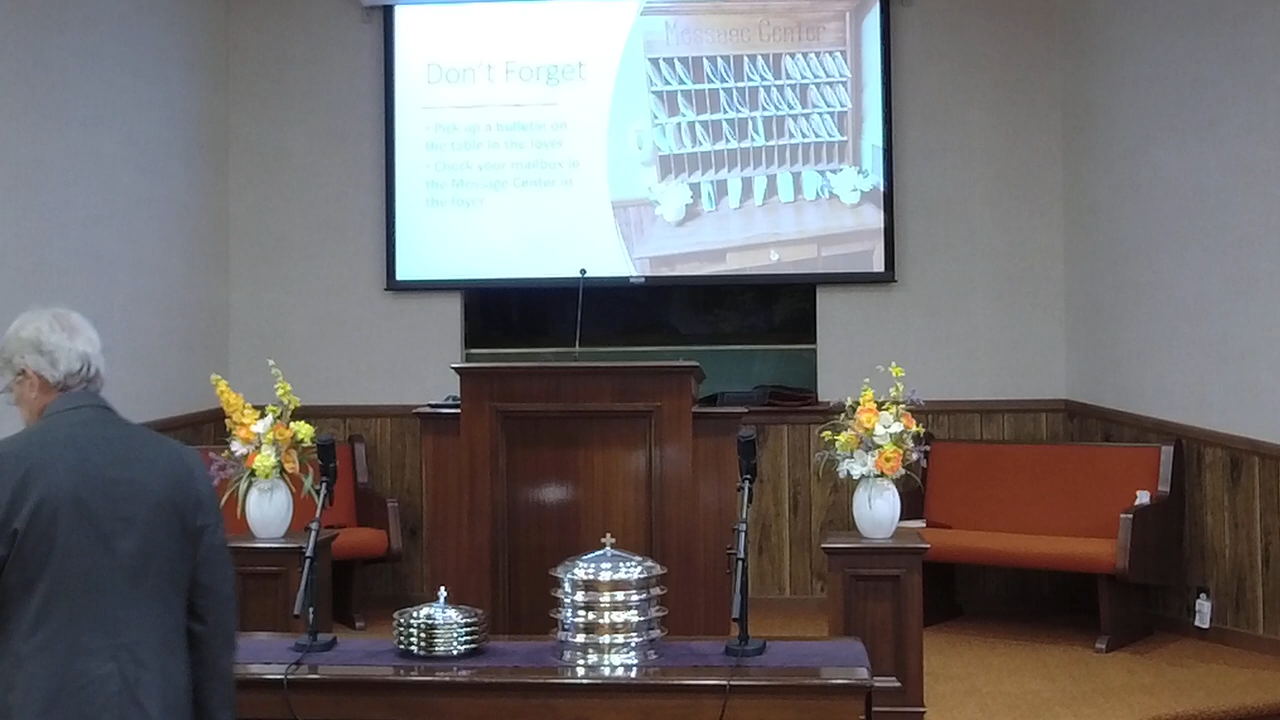 Message Center
Don't Forget
• Pick up a bulletin on
the table in the foyer
• Check your mailbox in
the Message Center in
the foyer